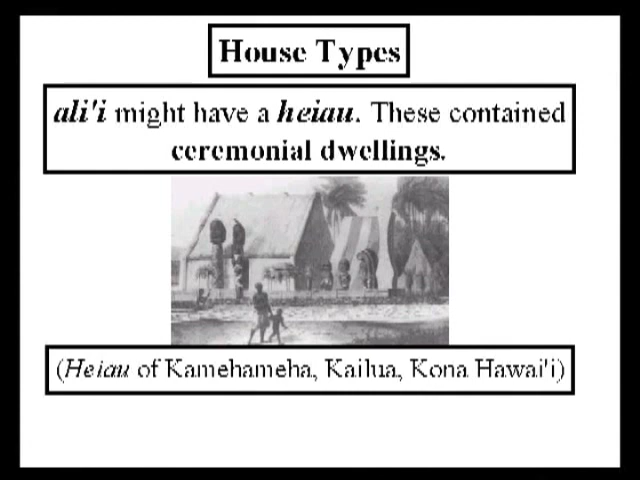 House Types
ali'i might have a heiau. These contained
ceremonial dwellings.
(Heiau of Kamehameha, Kailua, Kona Hawai'i)